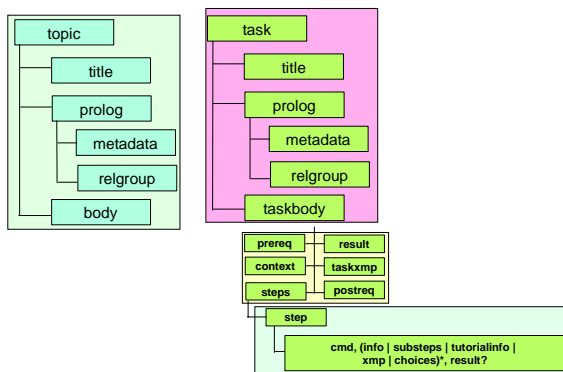 topic
title
prolog
metadata
relgroup
body
task
title
prolog
metadata
relgroup
taskbody
prereq
result
context
taskxmp
steps
postreq
step
cmd, (info | substeps | tutorialinfo |
xmp | choices)*, result?